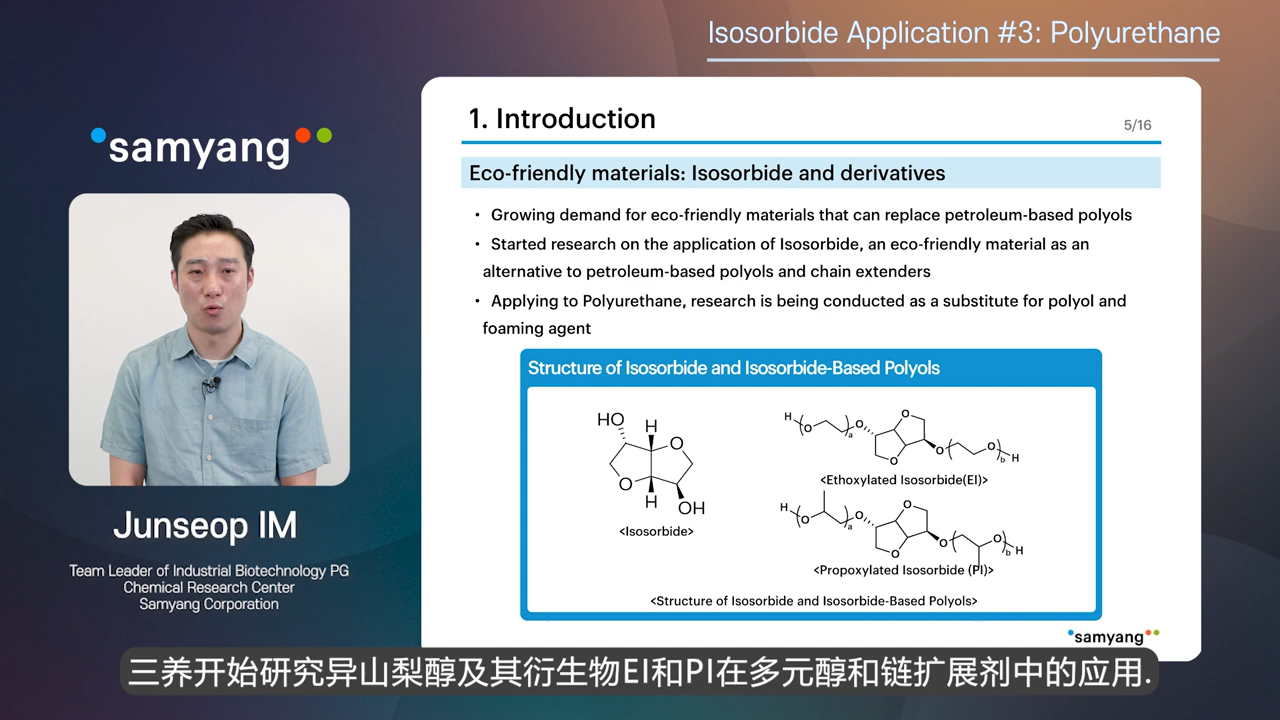 Isosorbide Application #3: Polyurethane
samyang
Junseop IM
Team Leader of Industrial Biotechnology PG
Chemical Research Center
Samyang Corporation
1. Introduction
5/16
Eco-friendly materials: Isosorbide and derivatives
• Growing demand for eco-friendly materials that can replace petroleum-based polyols
• Started research on the application of Isosorbide, an eco-friendly material as an
alternative to petroleum-based polyols and chain extenders
• Applying to Polyurethane, research is being conducted as a substitute for polyol and
foaming agent
Structure of Isosorbide and Isosorbide-Based Polyols
HO
H
O
O
H
OH
<Isosorbide>
H
O
a
O
O
O
O
O
b
H
<Ethoxylated Isosorbide(EI)>
H
O
a
O
O
O
O
O
b
H
<Propoxylated Isosorbide (PI)>
<Structure of Isosorbide and Isosorbide-Based Polyols>
samyang
三养开始研究异山梨醇及其衍生物EI和PI在多元醇和链扩展剂中的应用.